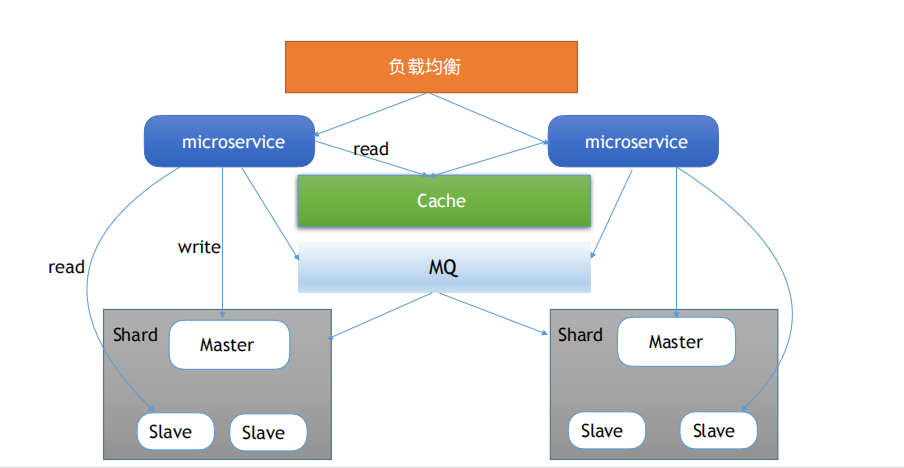 负载均衡
microservice
microservice
read
Cache
write
read
MQ
Shard
Master
Shard
Master
Slave
Slave
Slave
Slave